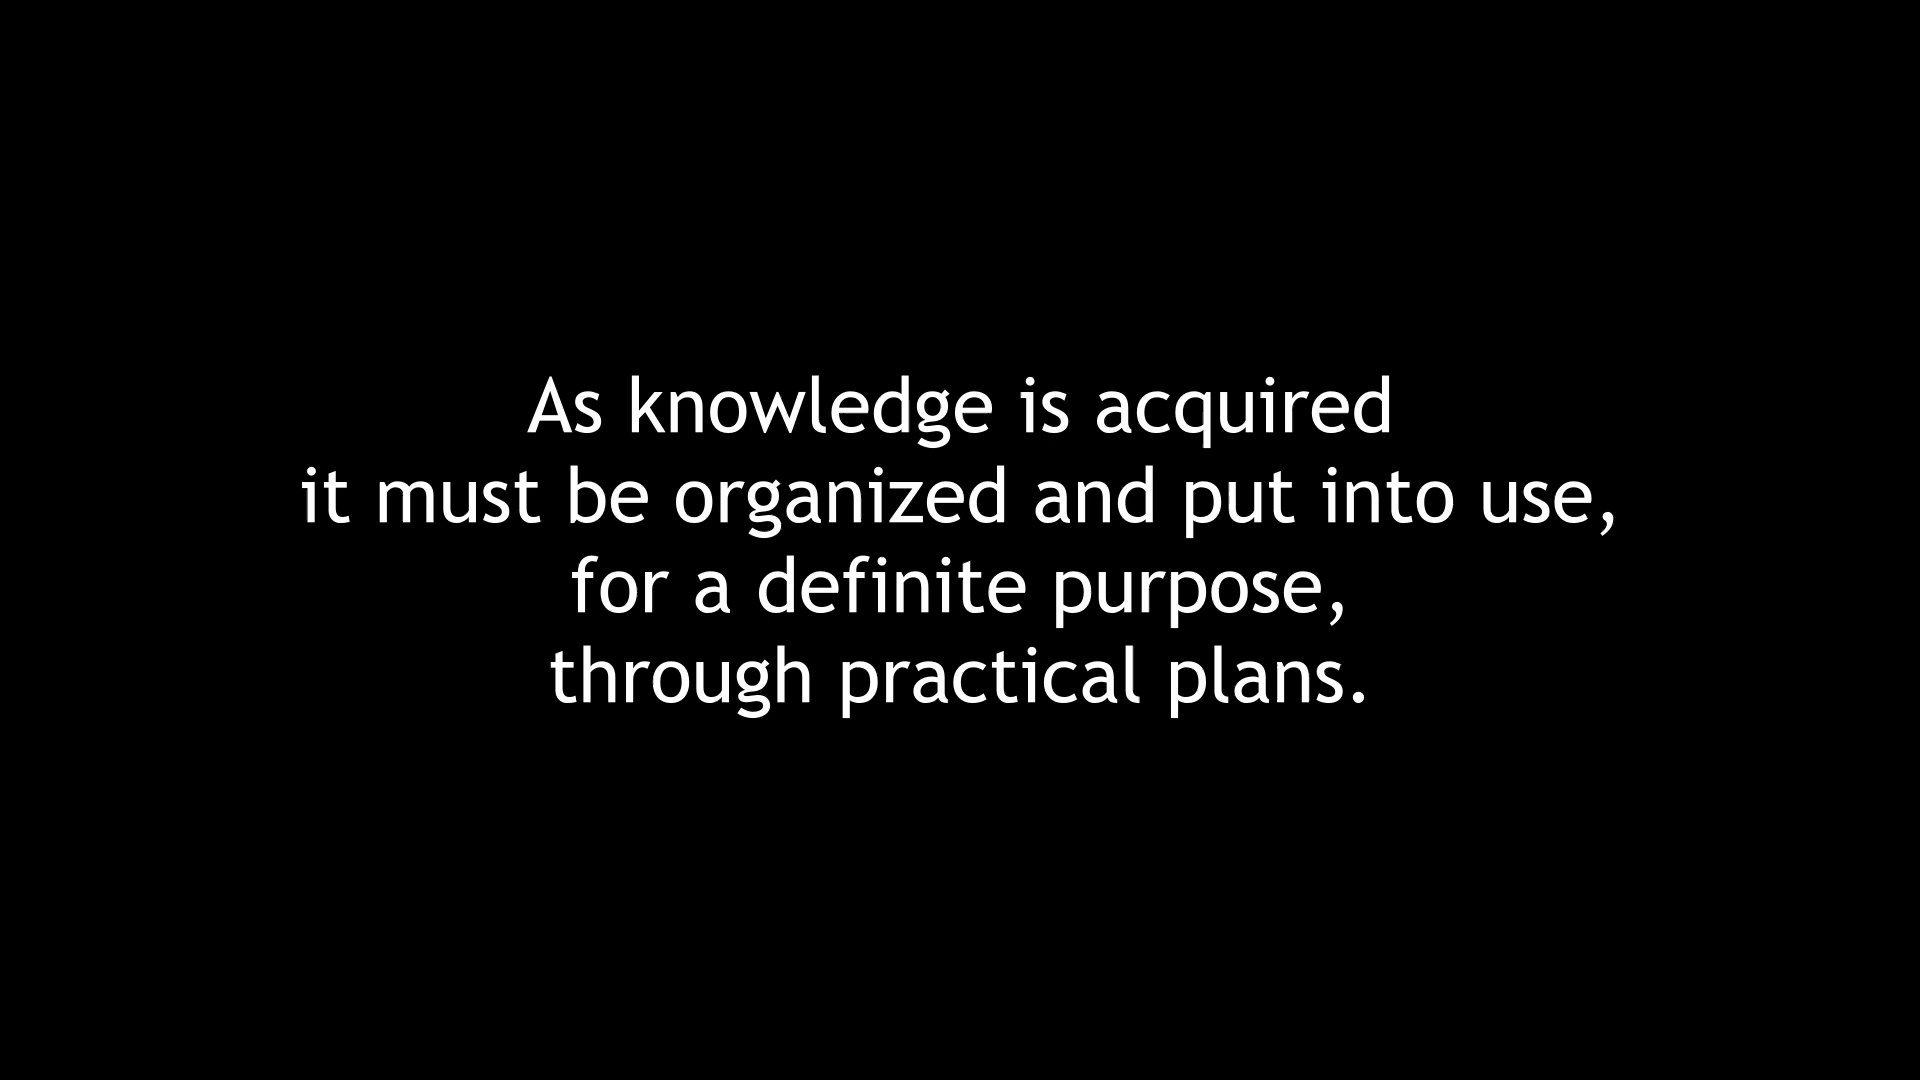 As knowledge is acquired
it must be organized and put into use,
for a definite purpose,
through practical plans.